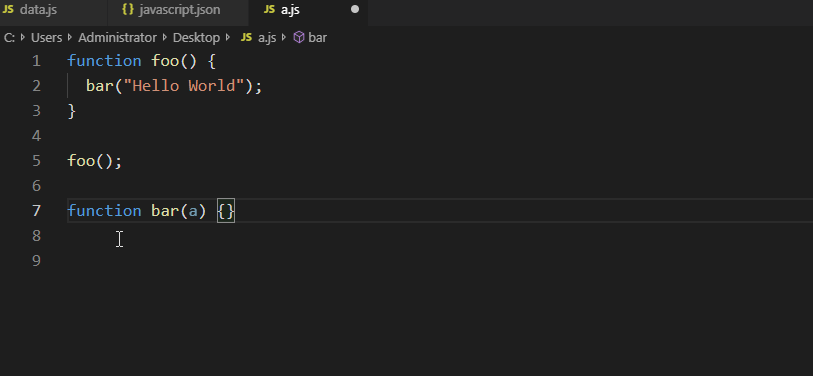 JS data.js {} javascript.json JS a.js
C: Users Administrator Desktop JS a.js bar
1 function foo() {
2 bar("Hello World");
3 }
4
5 foo();
6
7 function bar(a) {}
8
9